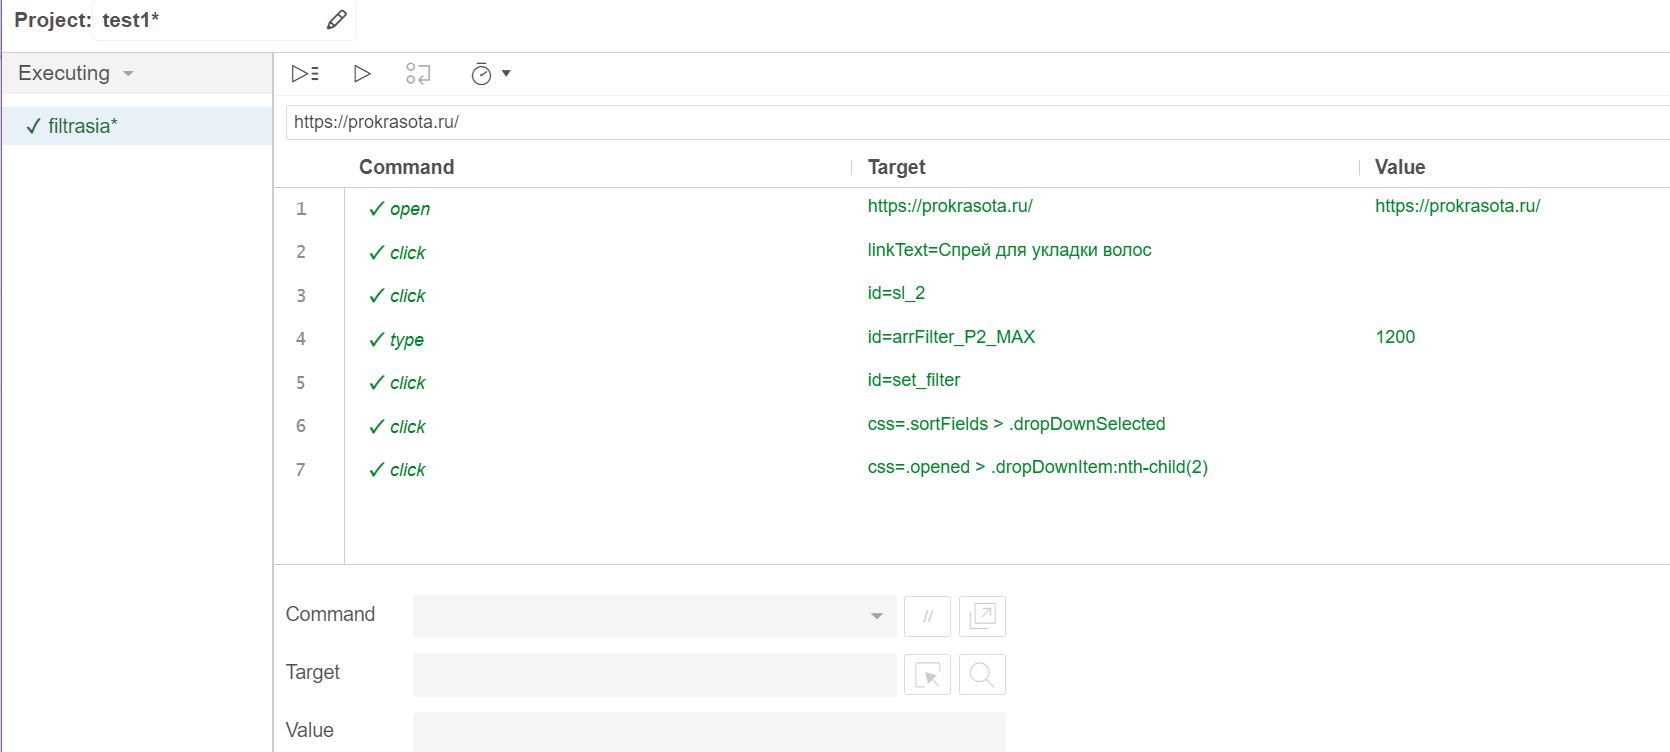 Project: test1*
Executing
✓ filtrasia*
https://prokrasota.ru/
Command Target Value
1 ✓ open https://prokrasota.ru/ https://prokrasota.ru/
2 ✓ click linkText=Спрей для укладки волос
3 ✓ click id=sl_2
4 ✓ type id=arrFilter_P2_MAX 1200
5 ✓ click id=set_filter
6 ✓ click css=.sortFields > .dropDownSelected
7 ✓ click css=.opened > .dropDownItem:nth-child(2)
Command //
Target
Value